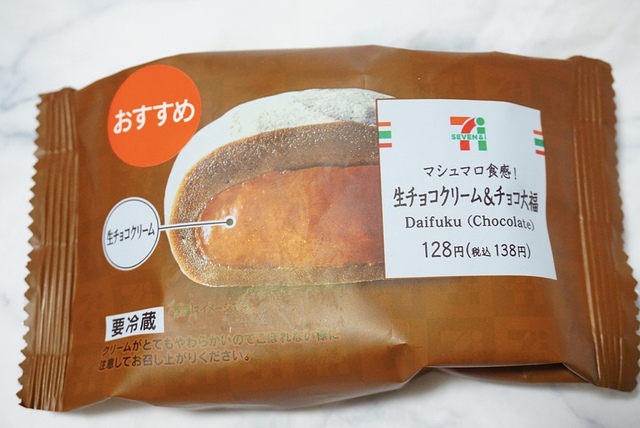 おすすめ
SEVEN&i
マシュマロ食感!
生チョコクリーム&チョコ大福
Daifuku (Chocolate)
128円(税込 138円)
生チョコクリーム
要冷蔵
クリームがとてもやわらかいのでこぼれない様に
注意してお召し上がりください。